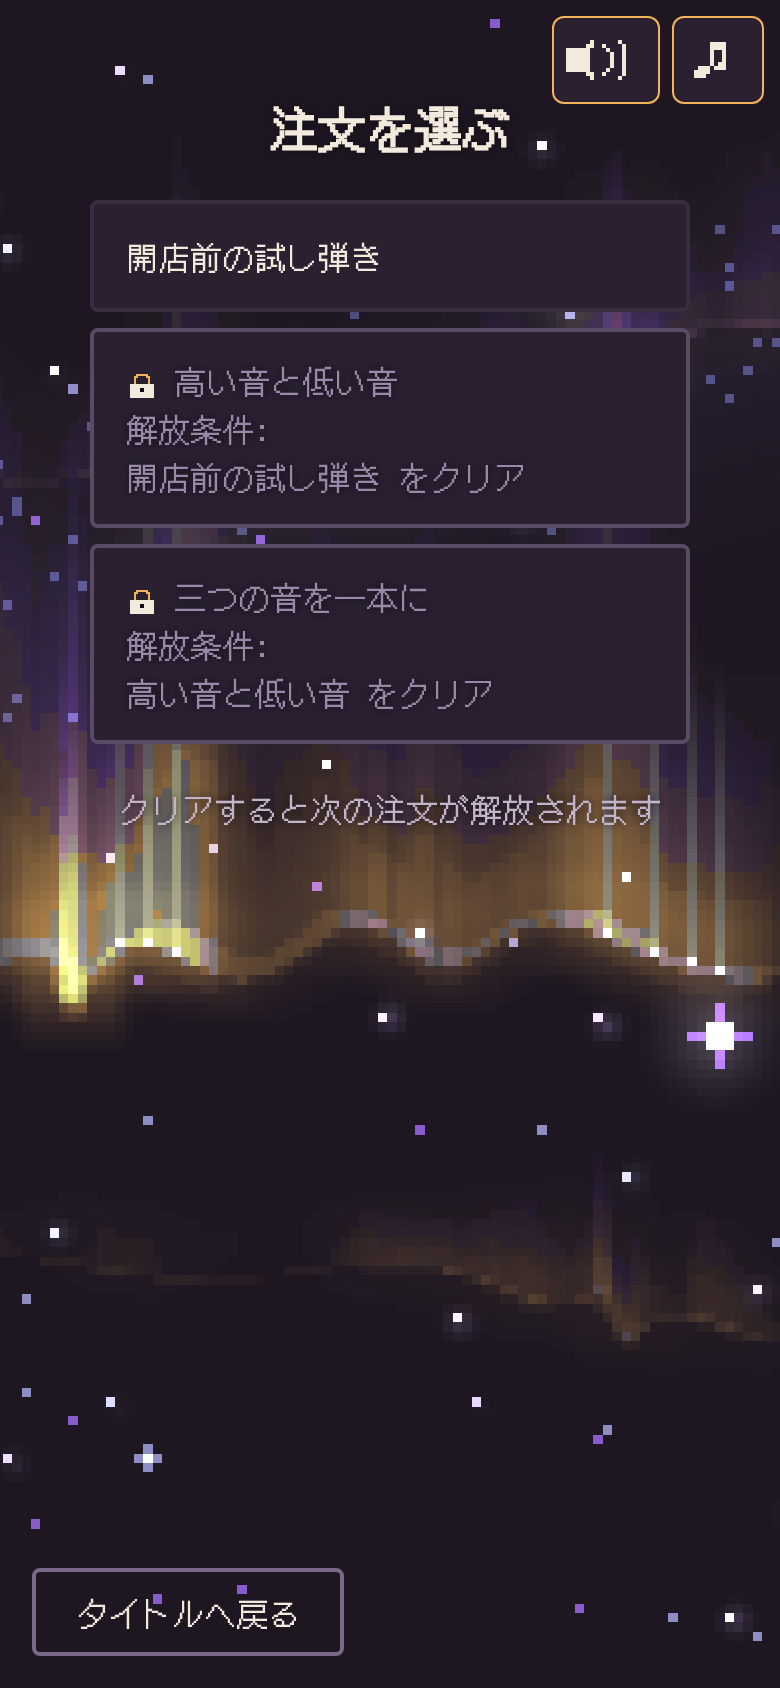 注文を選ぶ
開店前の試し弾き
高い音と低い音
解放条件:
開店前の試し弾き をクリア
三つの音を一本に
解放条件:
高い音と低い音 をクリア
クリアすると次の注文が解放されます
タイトルへ戻る